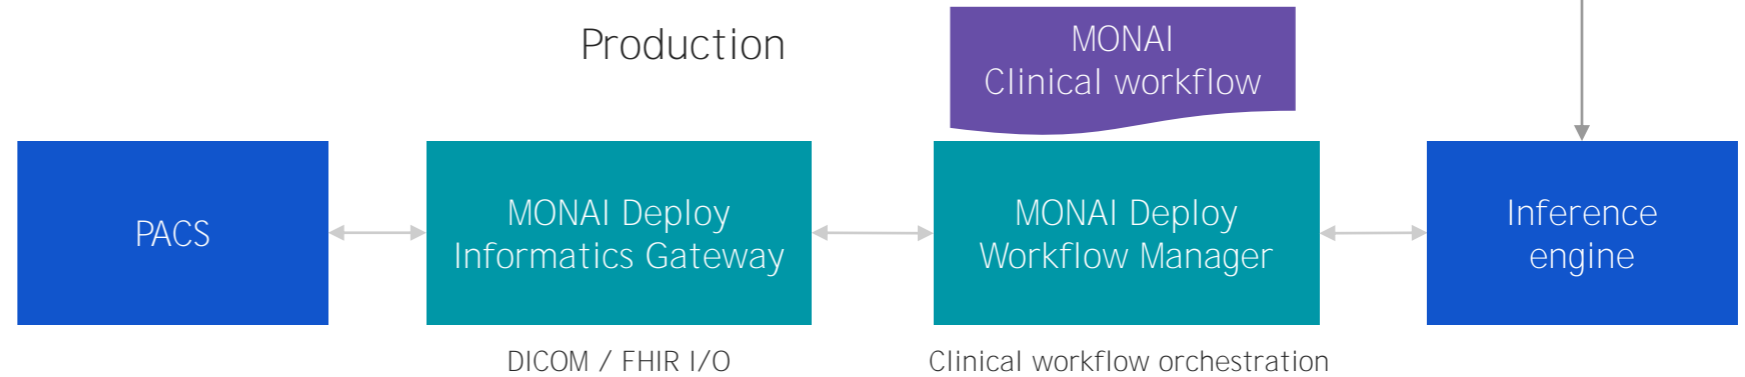 Production
MONAI
Clinical workflow
PACS
MONAI Deploy
Informatics Gateway
MONAI Deploy
Workflow Manager
Inference
engine
DICOM / FHIR I/O
Clinical workflow orchestration